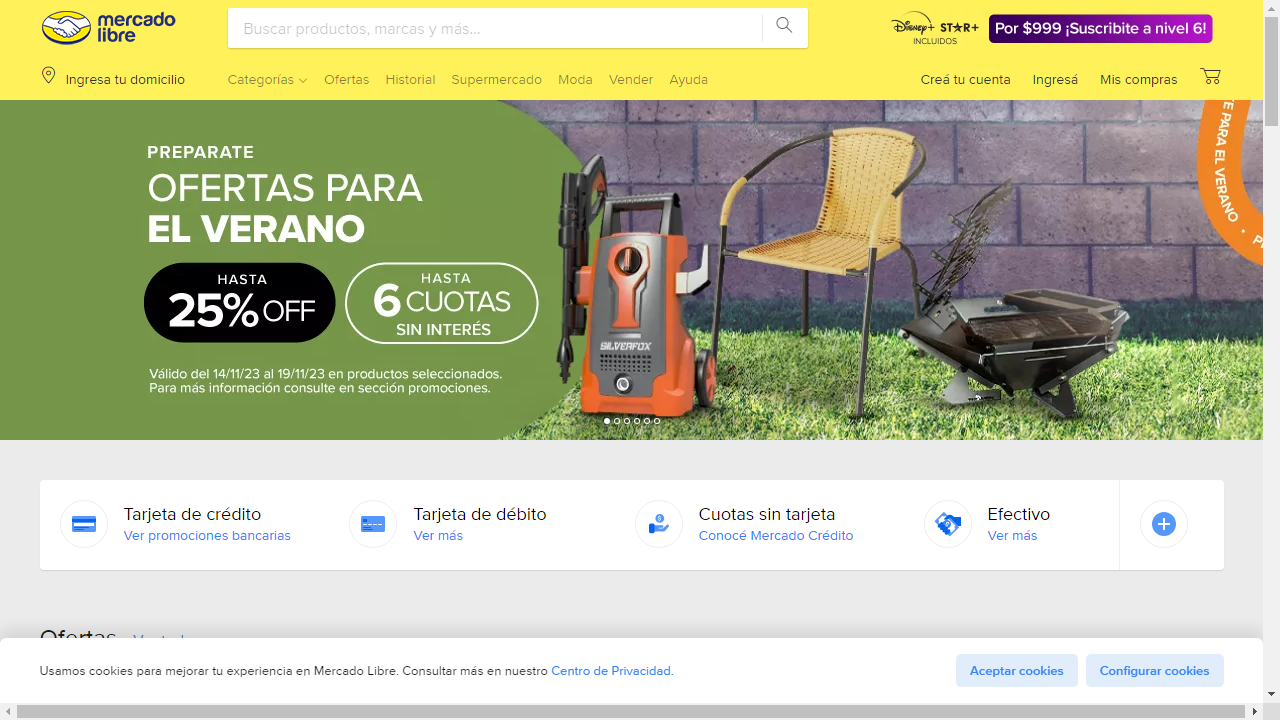 mercado
libre
Buscar productos, marcas y más...
Disney+ STAR+
INCLUIDOS
Por $999 ¡Suscribite a nivel 6!
Ingresa tu domicilio
Categorías
Ofertas
Historial
Supermercado
Moda
Vender
Ayuda
Creá tu cuenta
Ingresá
Mis compras
PREPARATE
OFERTAS PARA
EL VERANO
HASTA
25% OFF
HASTA
6 CUOTAS
SIN INTERÉS
Válido del 14/11/23 al 19/11/23 en productos seleccionados.
Para más información consulte en sección promociones.
SILVERFOX
TE PARA EL VERANO • P
Tarjeta de crédito
Ver promociones bancarias
Tarjeta de débito
Ver más
Cuotas sin tarjeta
Conocé Mercado Crédito
Efectivo
Ver más
Ofertas
Usamos cookies para mejorar tu experiencia en Mercado Libre. Consultar más en nuestro Centro de Privacidad.
Aceptar cookies
Configurar cookies